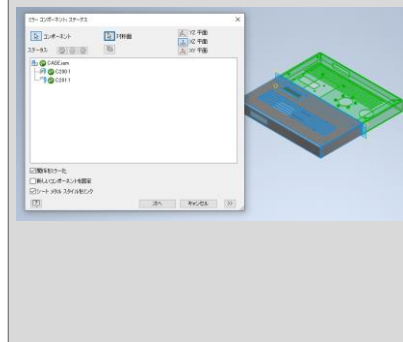 ミラー コンポーネント: ステータス
コンポーネント
対称面
YZ 平面
XZ 平面
XY 平面
ステータス
CASE.iam
C290:1
C291:1
関係をミラー化
新しいコンポーネントを固定
シート メタル スタイルをリンク
次へ
キャンセル
>>